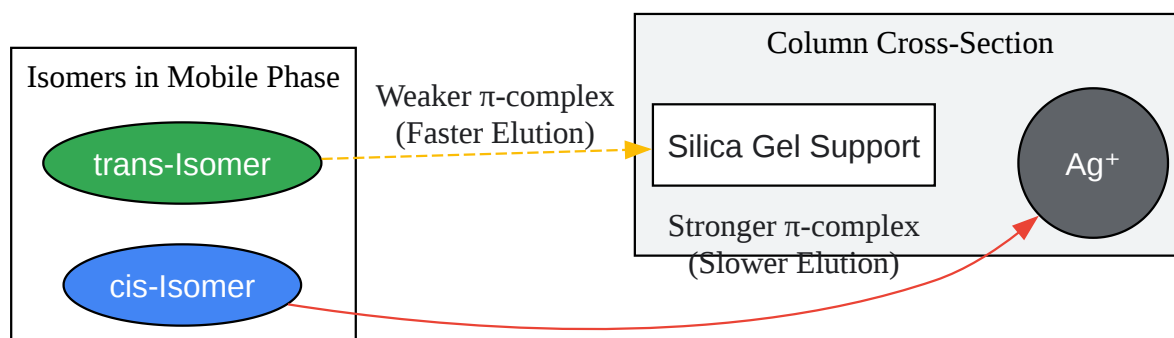 Isomers in Mobile Phase
trans-Isomer
cis-Isomer
Weaker π-complex
(Faster Elution)
Column Cross-Section
Silica Gel Support
Ag⁺
Stronger π-complex
(Slower Elution)